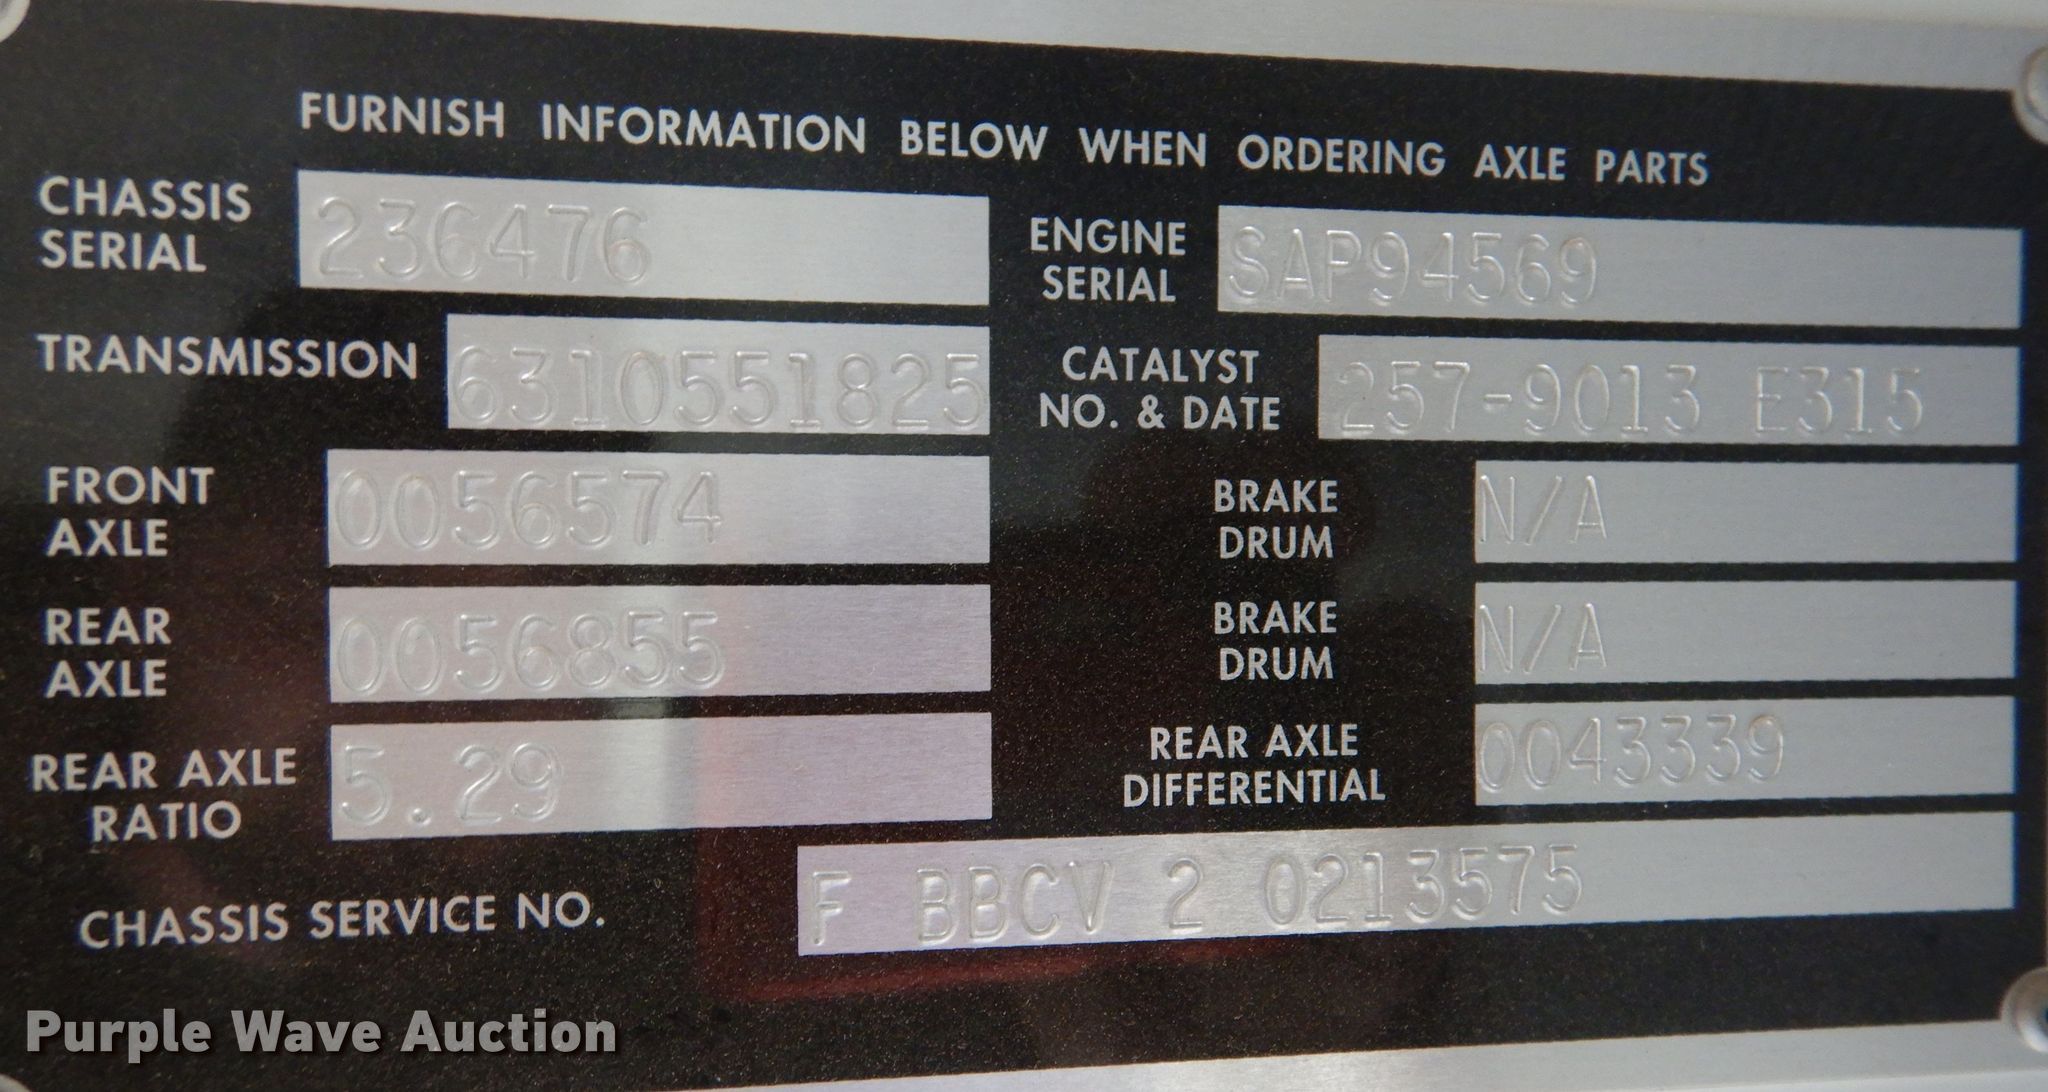 FURNISH INFORMATION BELOW WHEN ORDERING AXLE PARTS
CHASSIS SERIAL 236476
ENGINE SERIAL SAP94569
TRANSMISSION 6310551825
CATALYST NO. & DATE 257-9013 E315
FRONT AXLE 0056574
BRAKE DRUM N/A
REAR AXLE 0056855
BRAKE DRUM N/A
REAR AXLE RATIO 5.29
REAR AXLE DIFFERENTIAL 0043339
CHASSIS SERVICE NO. F BBCV 2 0213575
Purple Wave Auction